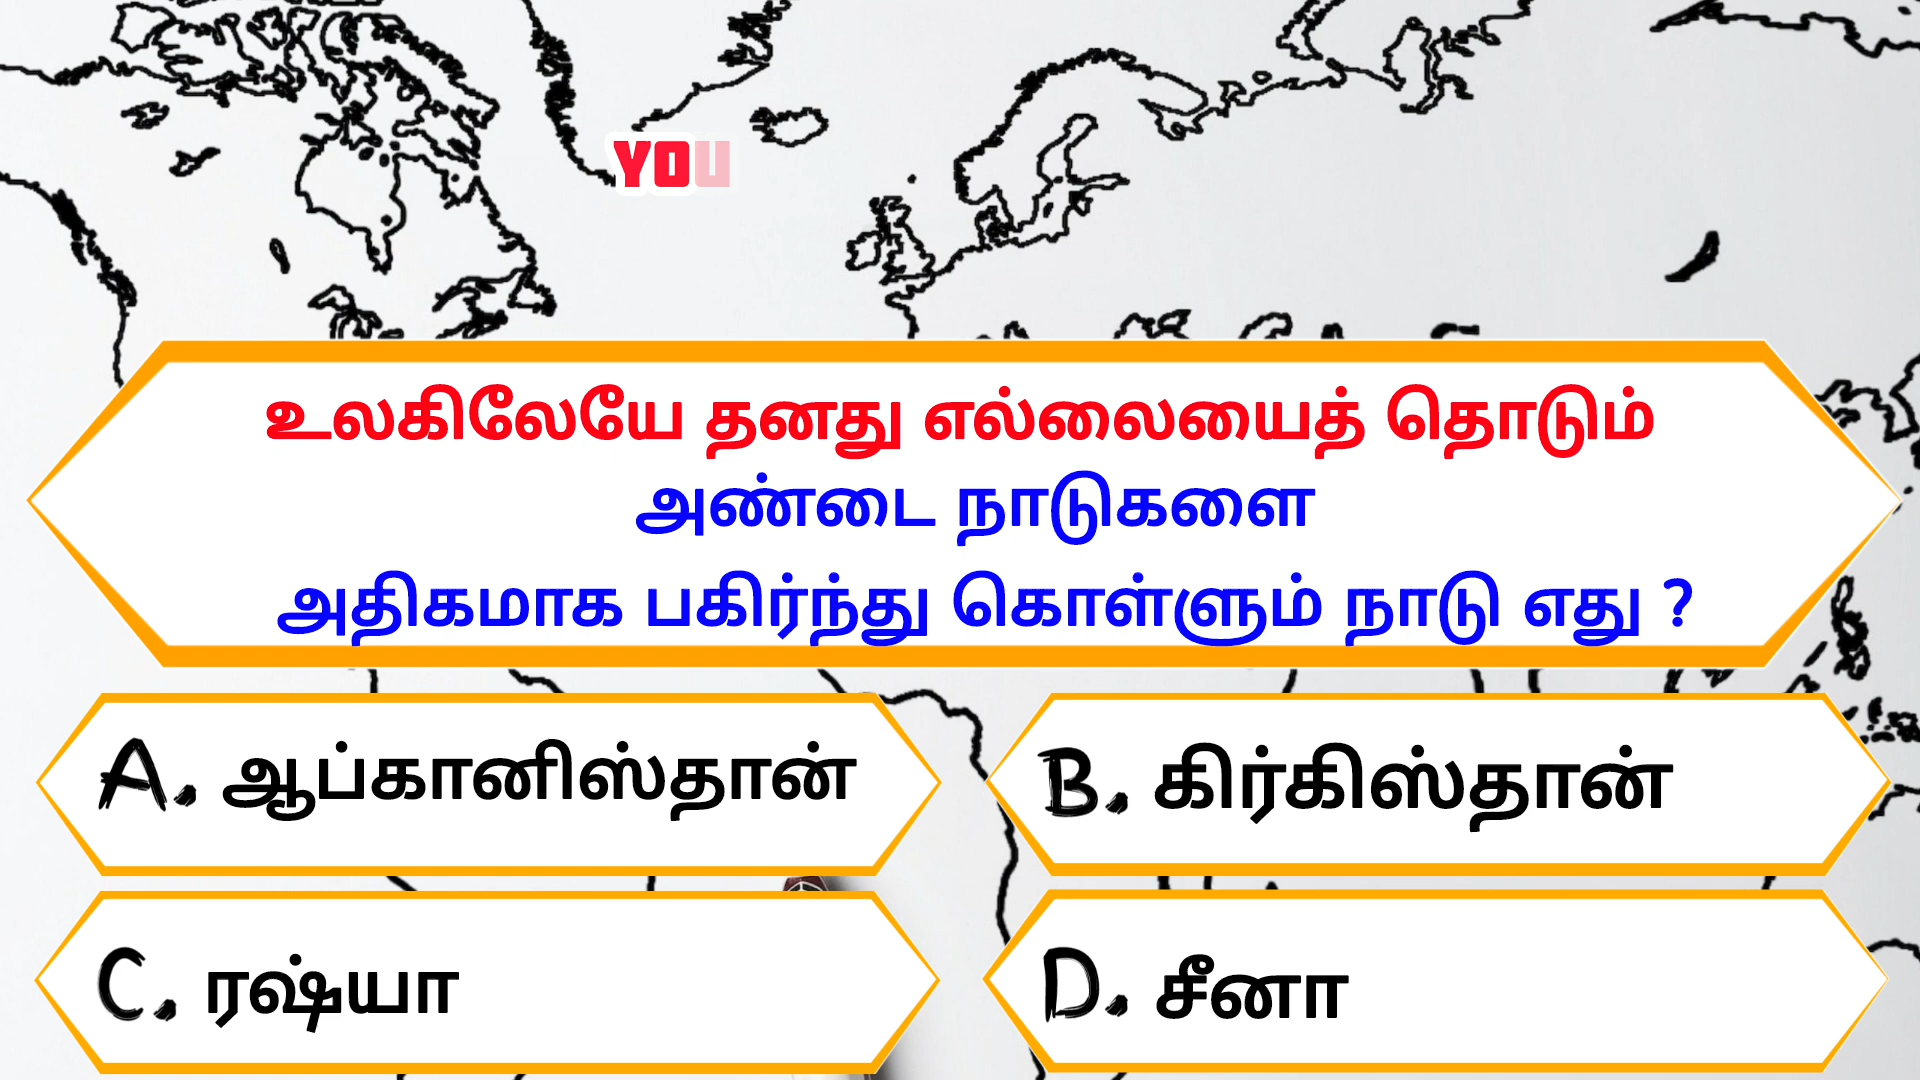 YOU
உலகிலேயே தனது எல்லையைத் தொடும்
அண்டை நாடுகளை
அதிகமாக பகிர்ந்து கொள்ளும் நாடு எது ?
A. ஆப்கானிஸ்தான்
B. கிர்கிஸ்தான்
C. ரஷ்யா
D. சீனா